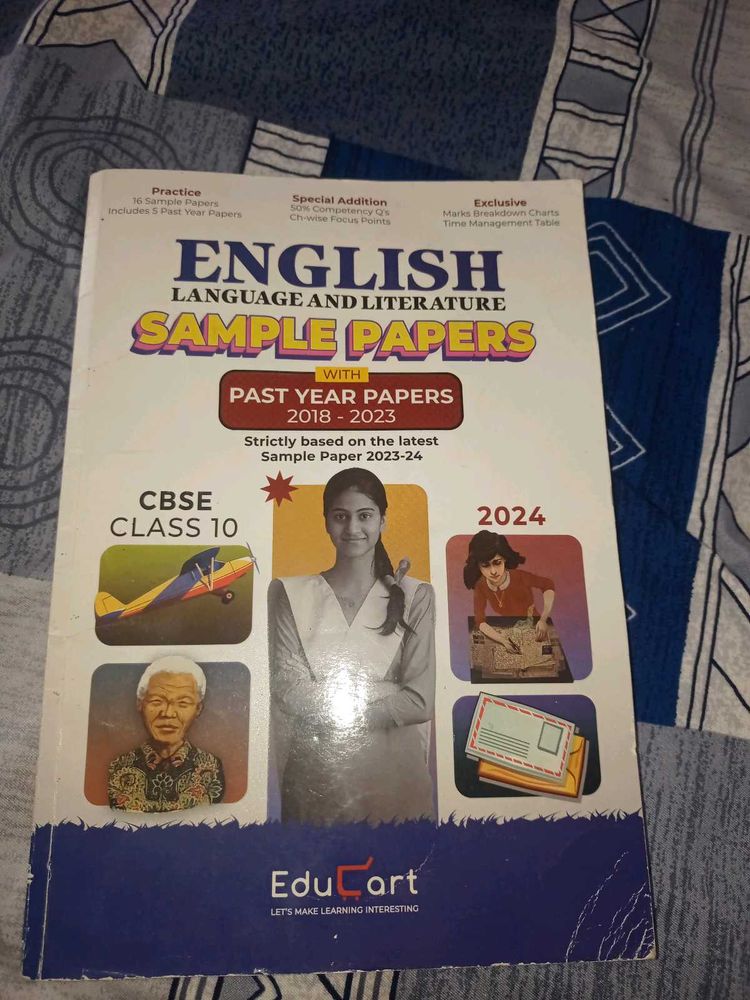 Practice
16 Sample Papers
Includes 5 Past Year Papers
Special Addition
50% Competency Q's
Ch-wise Focus Points
Exclusive
Marks Breakdown Charts
Time Management Table
ENGLISH
LANGUAGE AND LITERATURE
SAMPLE PAPERS
WITH
PAST YEAR PAPERS
2018 - 2023
Strictly based on the latest
Sample Paper 2023-24
CBSE
CLASS 10
2024
EduCart
LET'S MAKE LEARNING INTERESTING